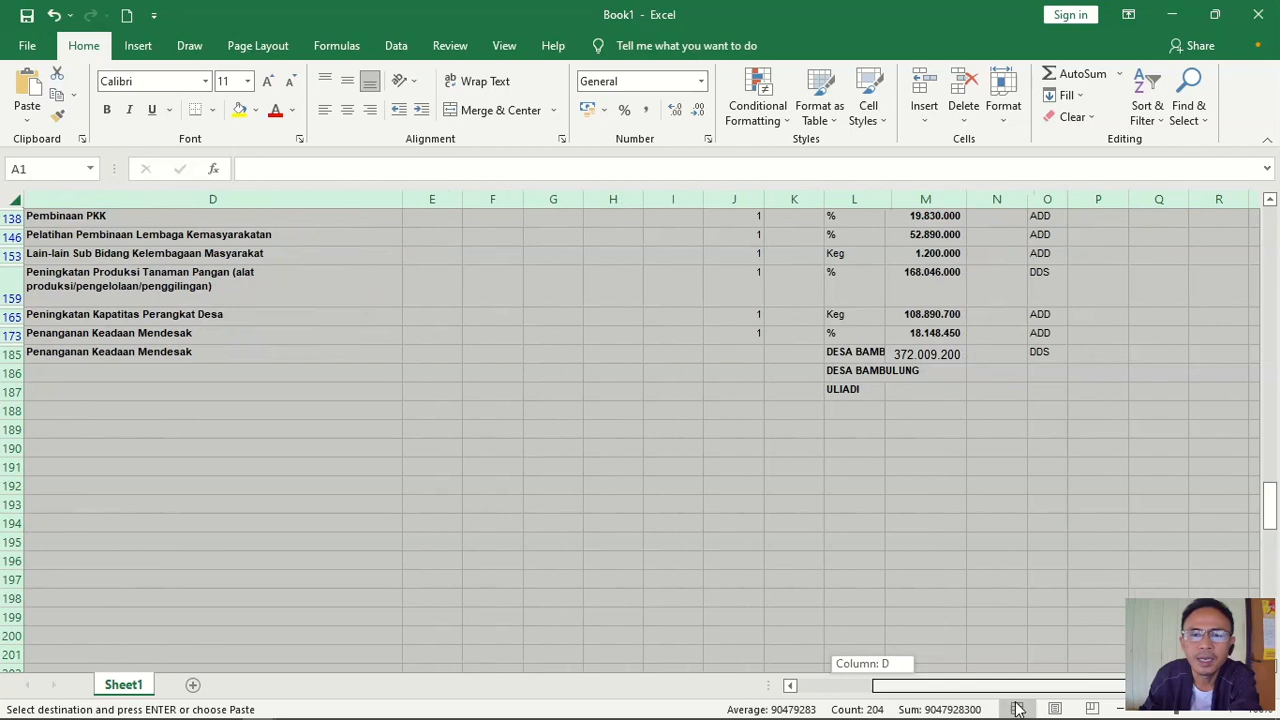 Book1 - Excel
Sign in
File Home Insert Draw Page Layout Formulas Data Review View Help Tell me what you want to do Share
Calibri 11 Wrap Text General AutoSum
Paste B I U Merge & Center % , Conditional Formatting Format as Table Cell Styles Insert Delete Format Fill Clear Sort & Filter Find & Select
Clipboard Font Alignment Number Styles Cells Editing
A1 fx
D E F G H I J K L M N O P Q R
138 Pembinaan PKK 1 % 19.830.000 ADD
146 Pelatihan Pembinaan Lembaga Kemasyarakatan 1 % 52.890.000 ADD
153 Lain-lain Sub Bidang Kelembagaan Masyarakat 1 Keg 1.200.000 ADD
Peningkatan Produksi Tanaman Pangan (alat 1 % 168.046.000 DDS
159 produksi/pengelolaan/penggilingan)
165 Peningkatan Kapatitas Perangkat Desa 1 Keg 108.890.700 ADD
173 Penanganan Keadaan Mendesak 1 % 18.148.450 ADD
185 Penanganan Keadaan Mendesak DESA BAMB 372.009.200 DDS
186 DESA BAMBULUNG
187 ULIADI
188
189
190
191
192
193
194
195
196
197
198
199
200
201
Column: D
Sheet1
Select destination and press ENTER or choose Paste Average: 90479283 Count: 204 Sum: 9047928300